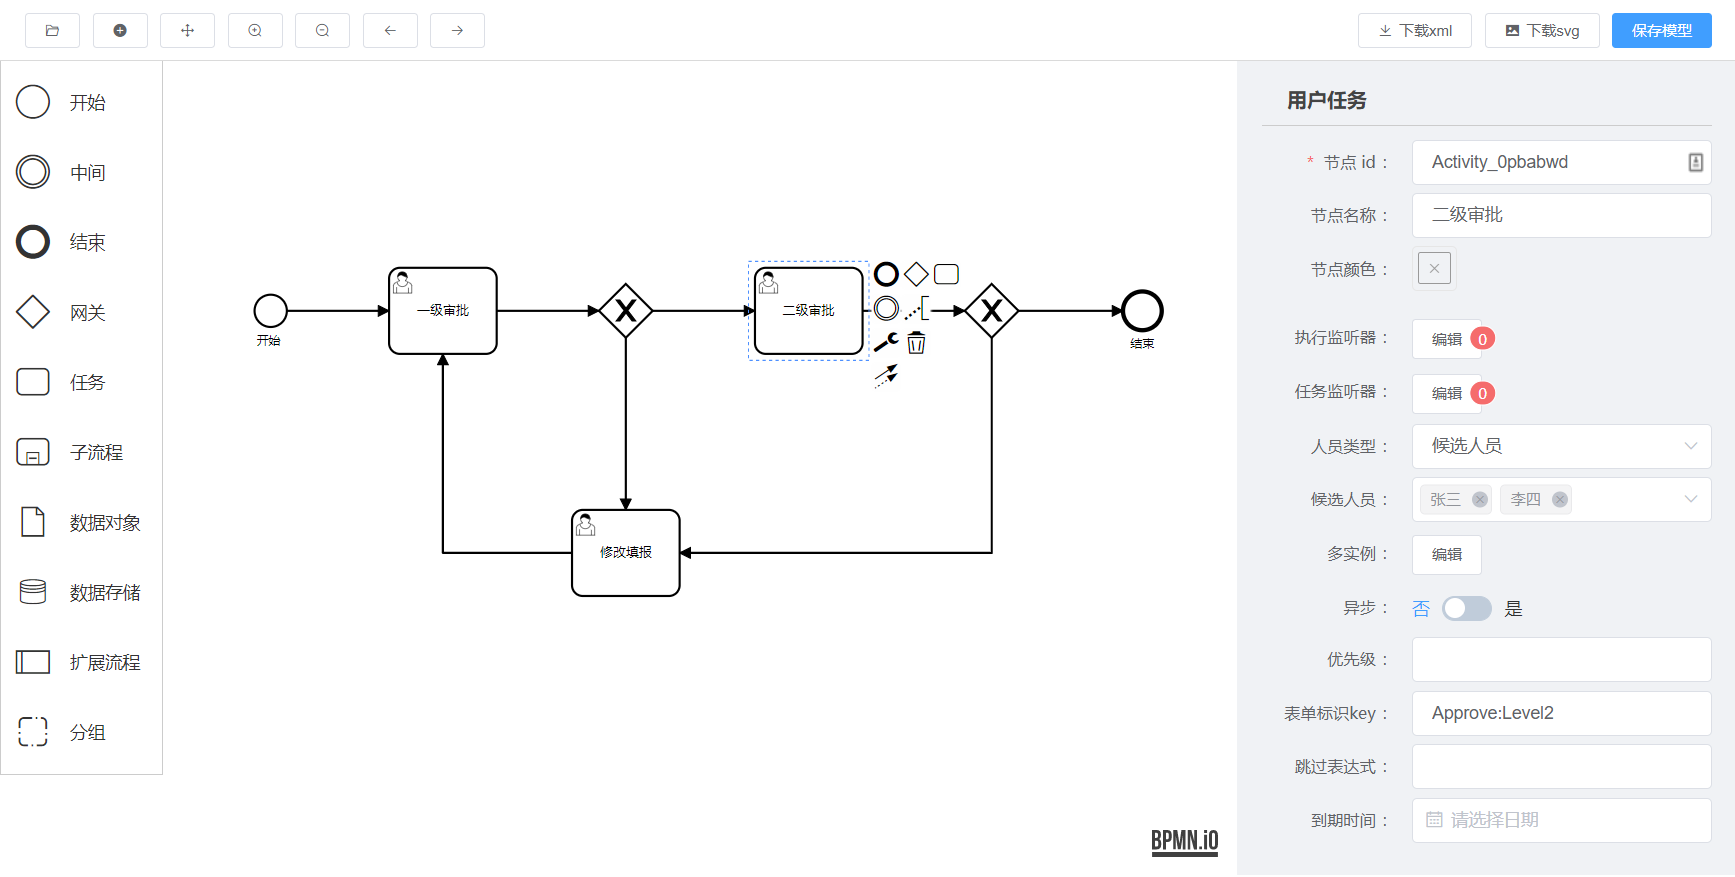 下载xml
下载svg
保存模型
开始
中间
结束
网关
任务
子流程
数据对象
数据存储
扩展流程
分组
开始
一级审批
二级审批
结束
修改填报
BPMN.iO
用户任务
* 节点 id：
Activity_0pbabwd
节点名称：
二级审批
节点颜色：
执行监听器：
编辑 0
任务监听器：
编辑 0
人员类型：
候选人员
候选人员：
张三 李四
多实例：
编辑
异步：
否 是
优先级：
表单标识key：
Approve:Level2
跳过表达式：
到期时间：
请选择日期